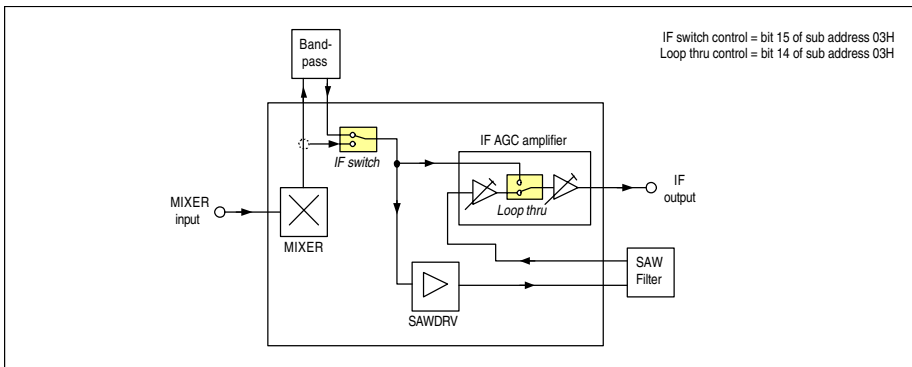 IF switch control = bit 15 of sub address 03H
Loop thru control = bit 14 of sub address 03H
Band-
pass
IF switch
IF AGC amplifier
Loop thru
IF
output
MIXER
input
MIXER
SAW
Filter
SAWDRV